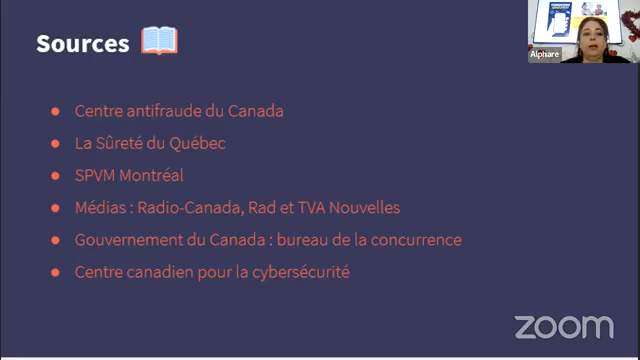 Sources
Alphare
Centre antifraude du Canada
La Sûreté du Québec
SPVM Montréal
Médias : Radio-Canada, Rad et TVA Nouvelles
Gouvernement du Canada : bureau de la concurrence
Centre canadien pour la cybersécurité
zoom